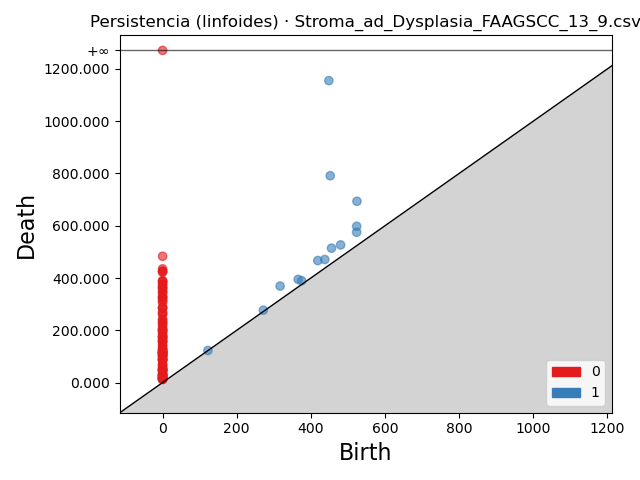 Persistencia (linfoides) · Stroma_ad_Dysplasia_FAAGSCC_13_9.csv
+∞
1200.000
1000.000
800.000
600.000
400.000
200.000
0.000
Death
0
1
0 200 400 600 800 1000 1200
Birth